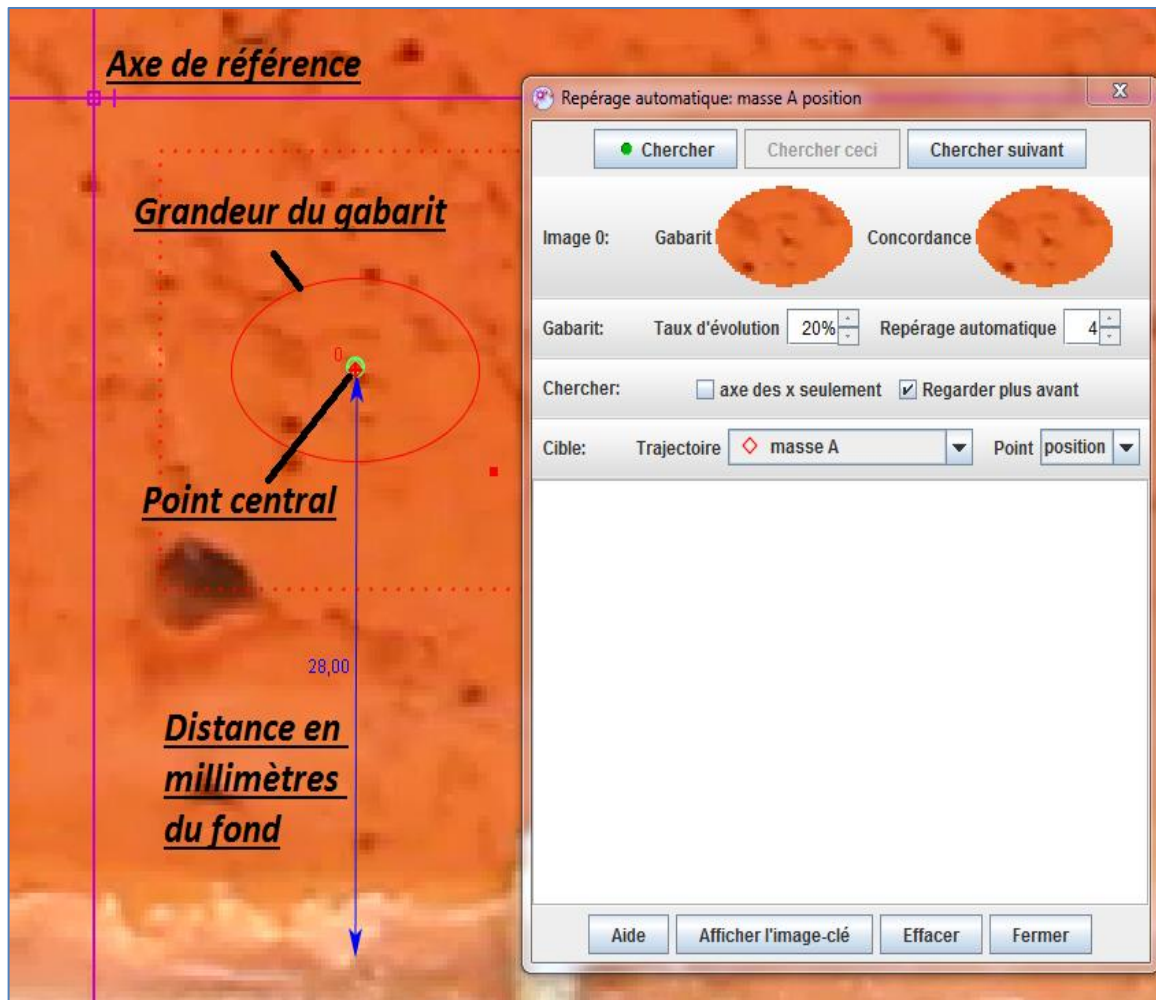 Axe de référence
Repérage automatique: masse A position
X
Chercher
Chercher ceci
Chercher suivant
Grandeur du gabarit
Image 0:
Gabarit
Concordance
Gabarit:
Taux d'évolution
20%
Repérage automatique
4
0
Chercher:
axe des x seulement
Regarder plus avant
Cible:
Trajectoire
masse A
Point
position
Point central
28,00
Distance en
millimètres
du fond
Aide
Afficher l'image-clé
Effacer
Fermer